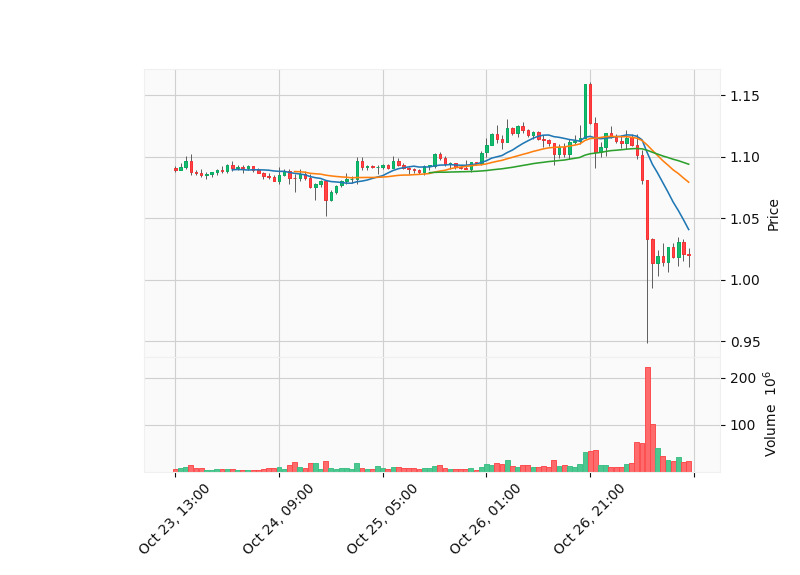 1.15
1.10
1.05
1.00
0.95
Price
200
100
Volume 10^6
Oct 23, 13:00
Oct 24, 09:00
Oct 25, 05:00
Oct 26, 01:00
Oct 26, 21:00